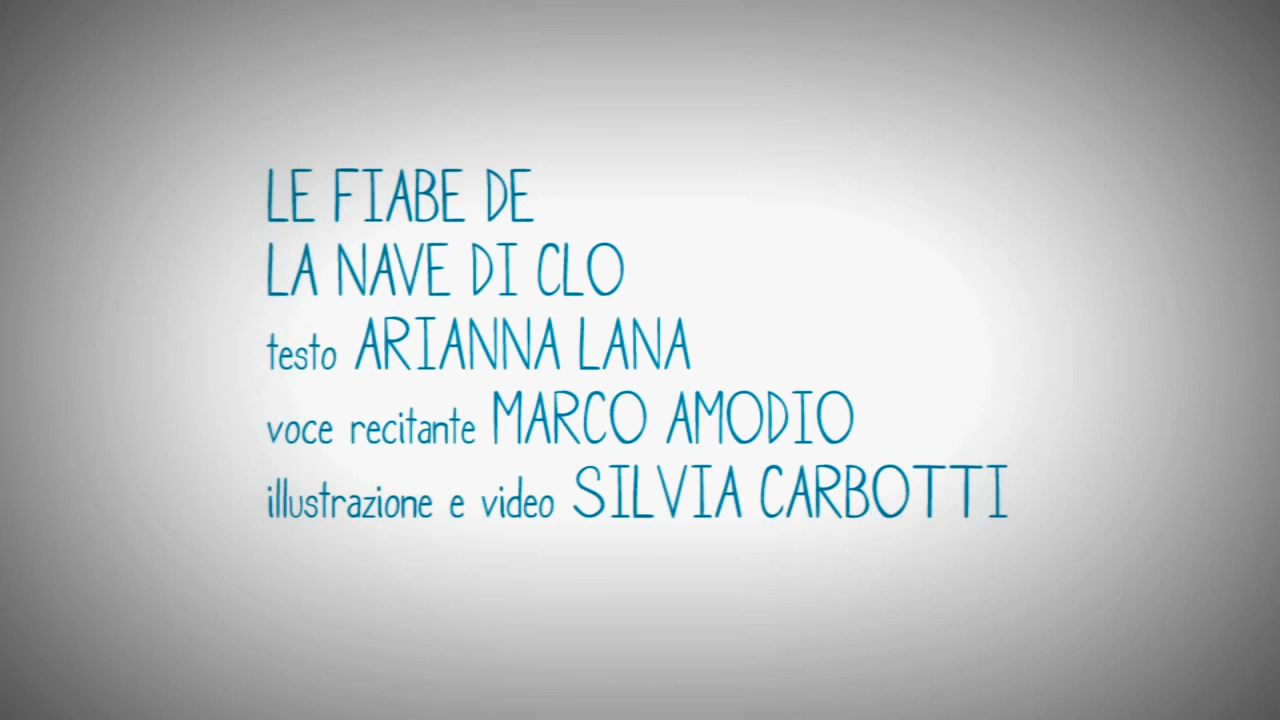 LE FIABE DE
LA NAVE DI CLO
testo ARIANNA LANA
voce recitante MARCO AMODIO
illustrazione e video SILVIA CARBOTTI